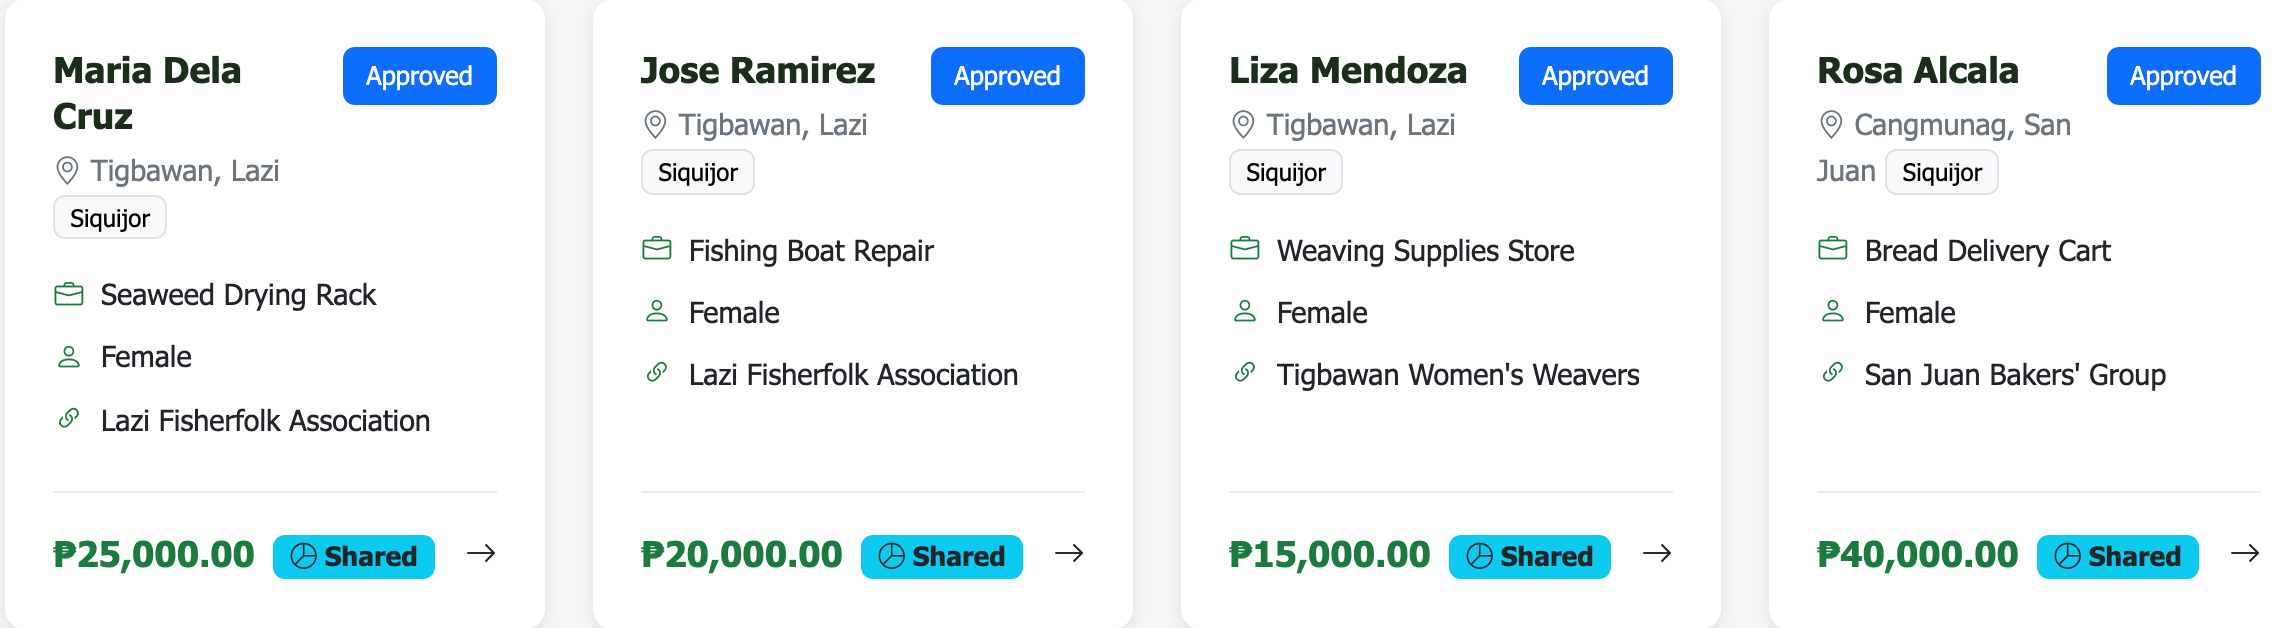 Maria Dela
Cruz
Approved
Tigbawan, Lazi
Siquijor
Seaweed Drying Rack
Female
Lazi Fisherfolk Association
₱25,000.00 Shared
Jose Ramirez
Approved
Tigbawan, Lazi
Siquijor
Fishing Boat Repair
Female
Lazi Fisherfolk Association
₱20,000.00 Shared
Liza Mendoza
Approved
Tigbawan, Lazi
Siquijor
Weaving Supplies Store
Female
Tigbawan Women's Weavers
₱15,000.00 Shared
Rosa Alcala
Approved
Cangmunag, San
Juan Siquijor
Bread Delivery Cart
Female
San Juan Bakers' Group
₱40,000.00 Shared